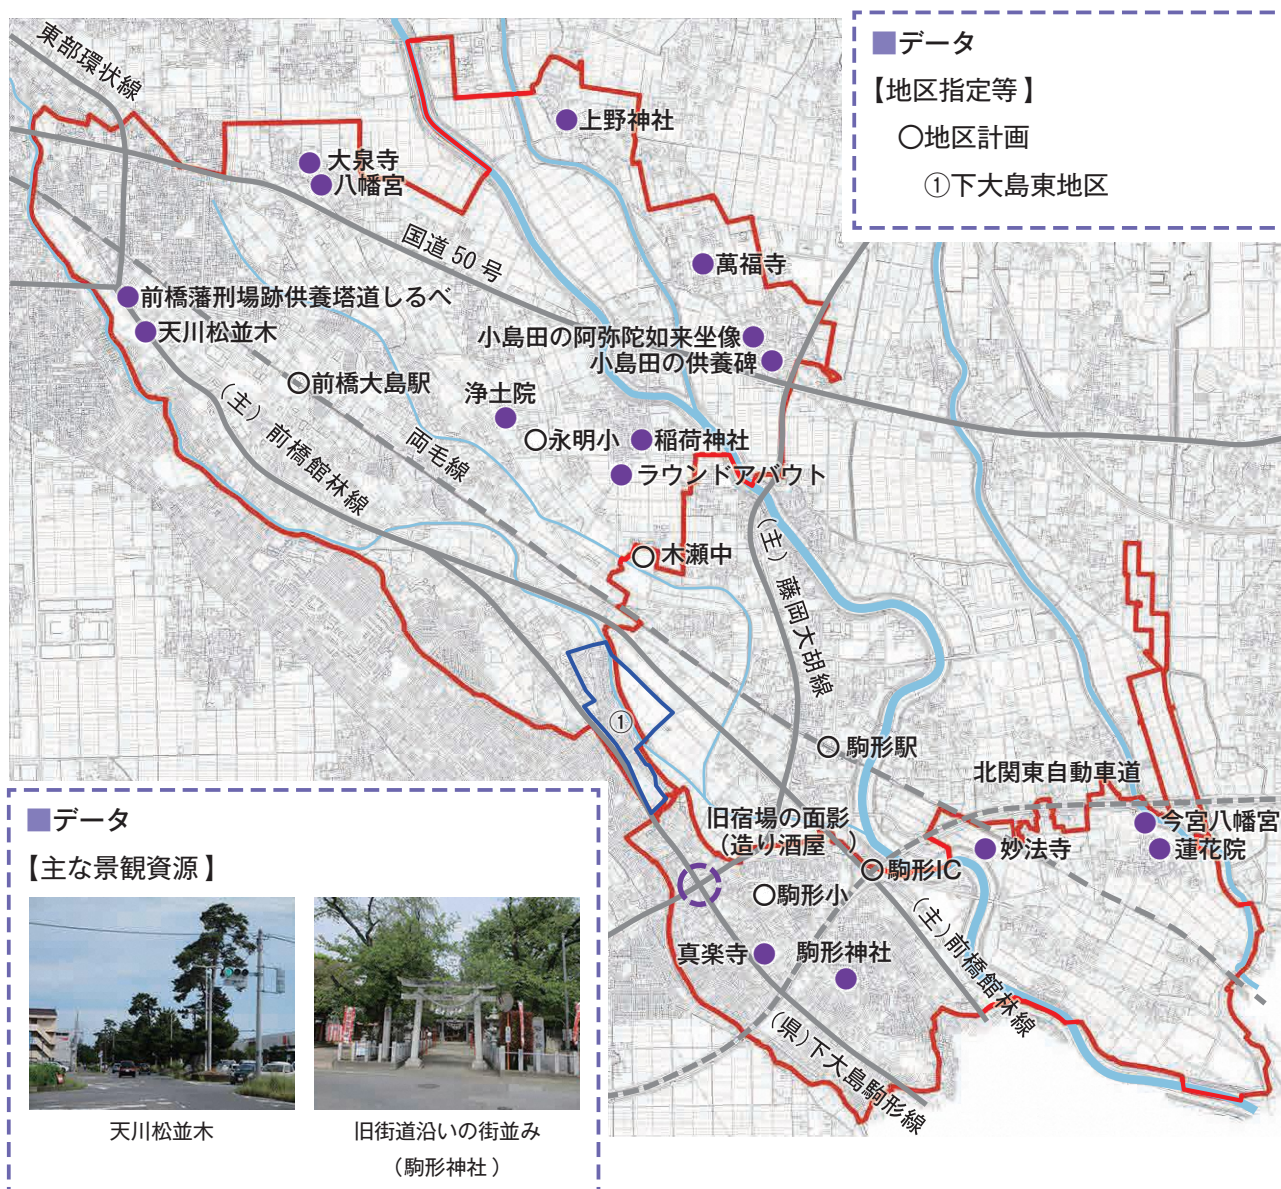 東部環状線
■データ
【地区指定等】
〇地区計画
①下大島東地区
上野神社
大泉寺
八幡宮
国道50号
萬福寺
前橋藩刑場跡供養塔道しるべ
天川松並木
小島田の阿弥陀如来坐像
小島田の供養碑
前橋大島駅
浄土院
(主)前橋館林線
両毛線
永明小
稲荷神社
ラウンドアバウト
木瀬中
(主)藤岡大胡線
①
駒形駅
北関東自動車道
旧宿場の面影
(造り酒屋 )
今宮八幡宮
蓮花院
妙法寺
駒形IC
駒形小
真楽寺
駒形神社
(主)前橋館林線
(県)下大島駒形線
■データ
【主な景観資源】
天川松並木
旧街道沿いの街並み
(駒形神社)